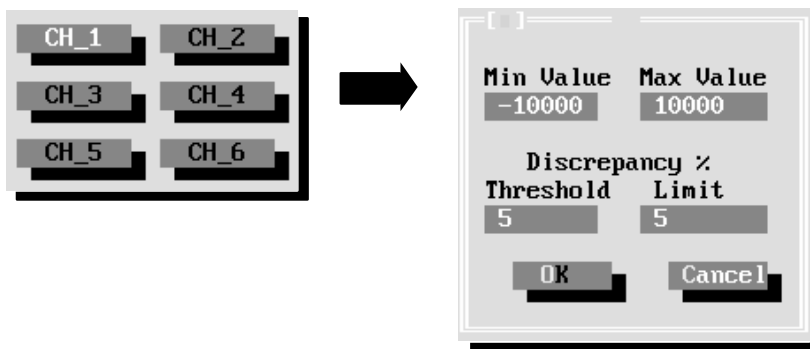 CH_1 CH_2
CH_3 CH_4
CH_5 CH_6
[ ]
Min Value Max Value
-10000 10000
Discrepancy %
Threshold Limit
5 5
OK Cancel